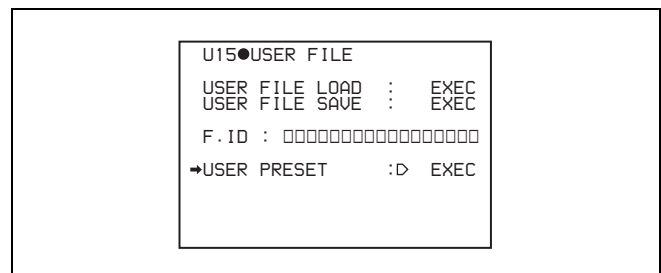 U15●USER FILE
USER FILE LOAD : EXEC
USER FILE SAVE : EXEC
F.ID : □□□□□□□□□□□□□□□□□□
➡USER PRESET :▷ EXEC